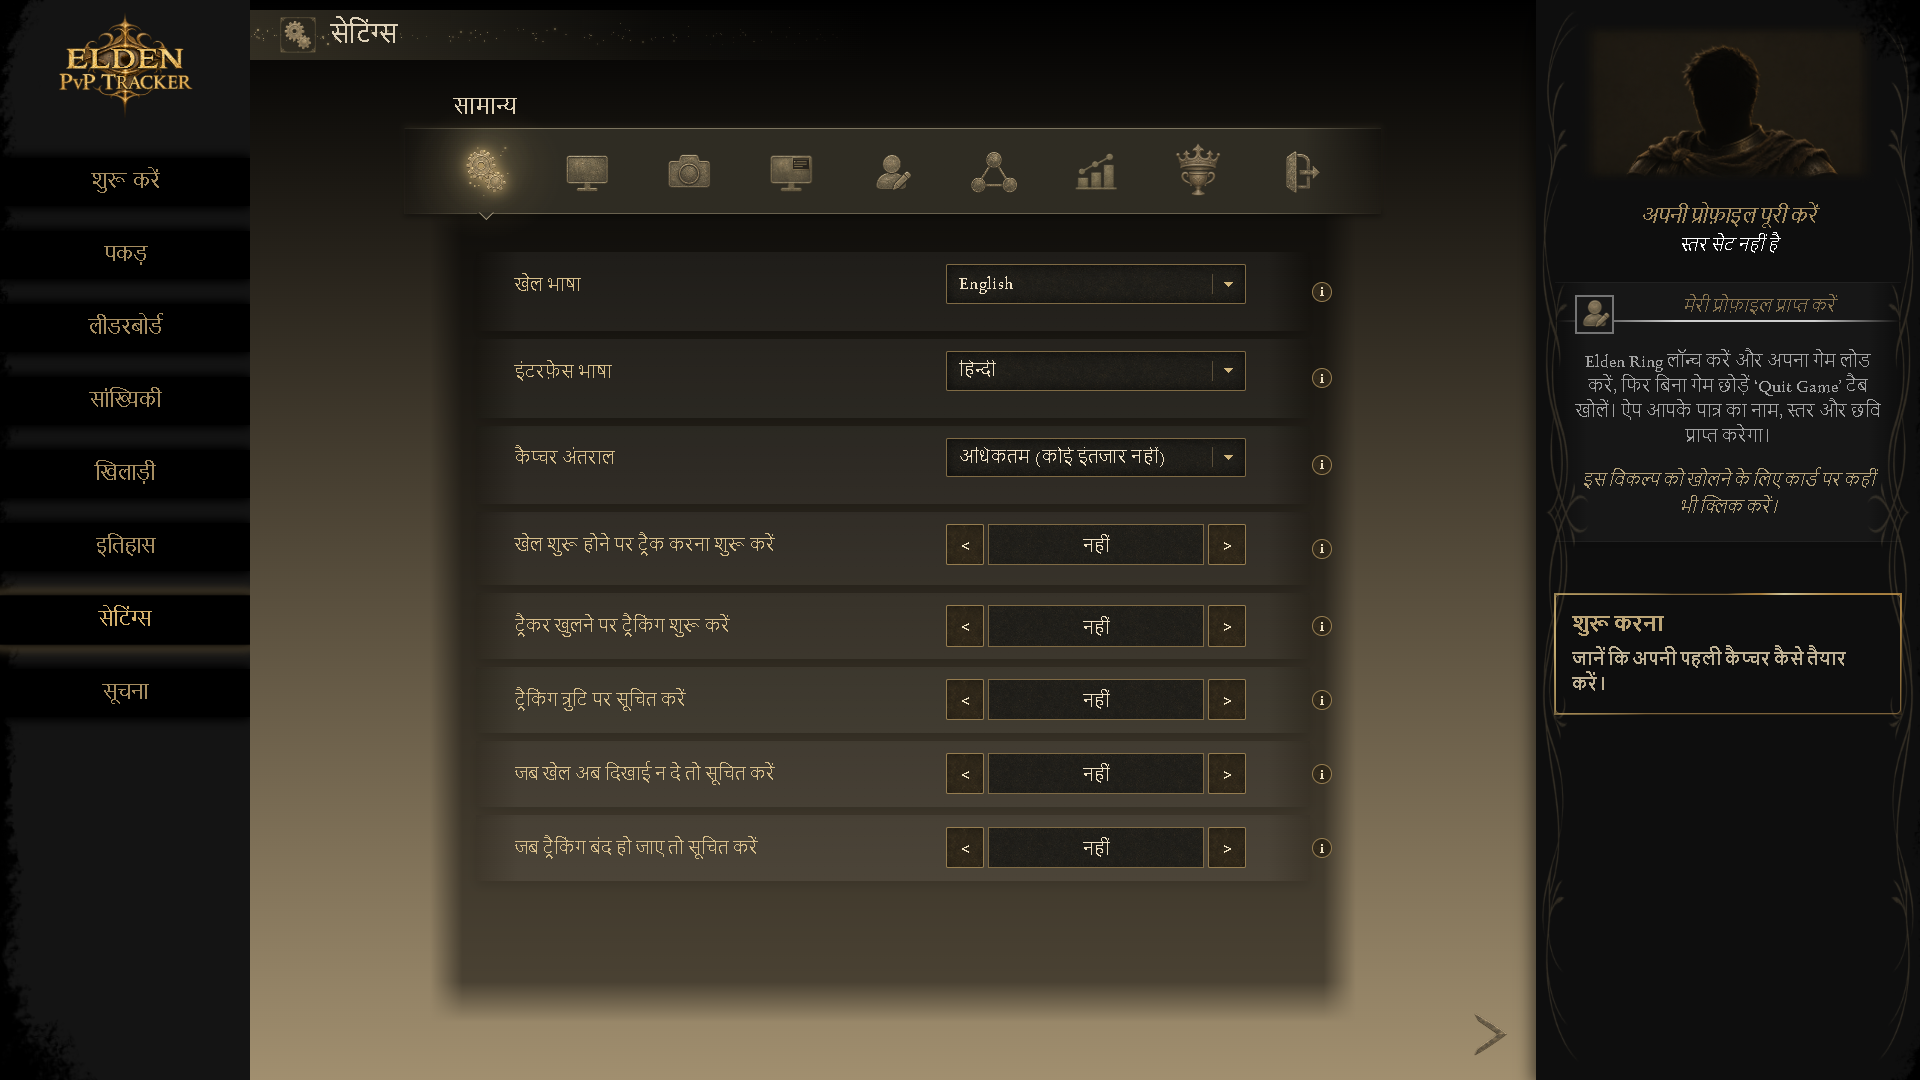 ELDEN
PVP TRACKER
शुरू करें
पकड़
लीडरबोर्ड
सांख्यिकी
खिलाड़ी
इतिहास
सेटिंग्स
सूचना
सेटिंग्स
सामान्य
खेल भाषा
English
इंटरफ़ेस भाषा
हिन्दी
कैप्चर अंतराल
अधिकतम (कोई इंतजार नहीं)
खेल शुरू होने पर ट्रैक करना शुरू करें
< नहीं >
ट्रैकर खुलने पर ट्रैकिंग शुरू करें
< नहीं >
ट्रैकिंग त्रुटि पर सूचित करें
< नहीं >
जब खेल अब दिखाई न दे तो सूचित करें
< नहीं >
जब ट्रैकिंग बंद हो जाए तो सूचित करें
< नहीं >
अपनी प्रोफ़ाइल पूरी करें
स्तर सेट नहीं है
मेरी प्रोफ़ाइल प्राप्त करें
Elden Ring लॉन्च करें और अपना गेम लोड
करें, फिर बिना गेम छोड़ें ‘Quit Game’ टैब
खोलें। ऐप आपके पात्र का नाम, स्तर और छवि
प्राप्त करेगा।
इस विकल्प को खोलने के लिए कार्ड पर कहीं
भी क्लिक करें।
शुरू करना
जानें कि अपनी पहली कैप्चर कैसे तैयार
करें।